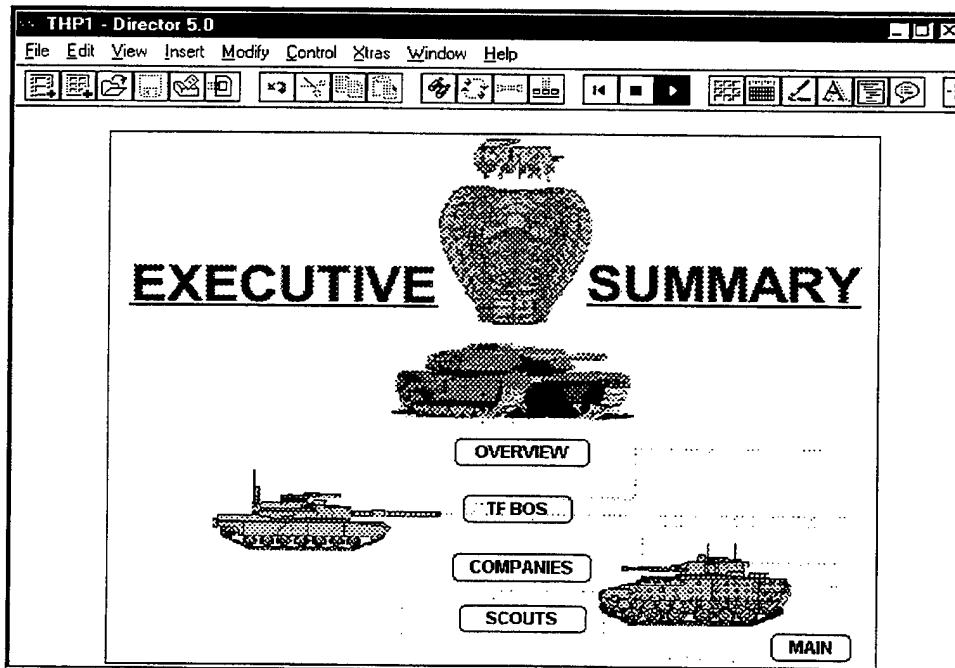 THP1 - Director 5.0
File Edit View Insert Modify Control Xtras Window Help
EXECUTIVE SUMMARY
OVERVIEW
TF BOS
COMPANIES
SCOUTS
MAIN